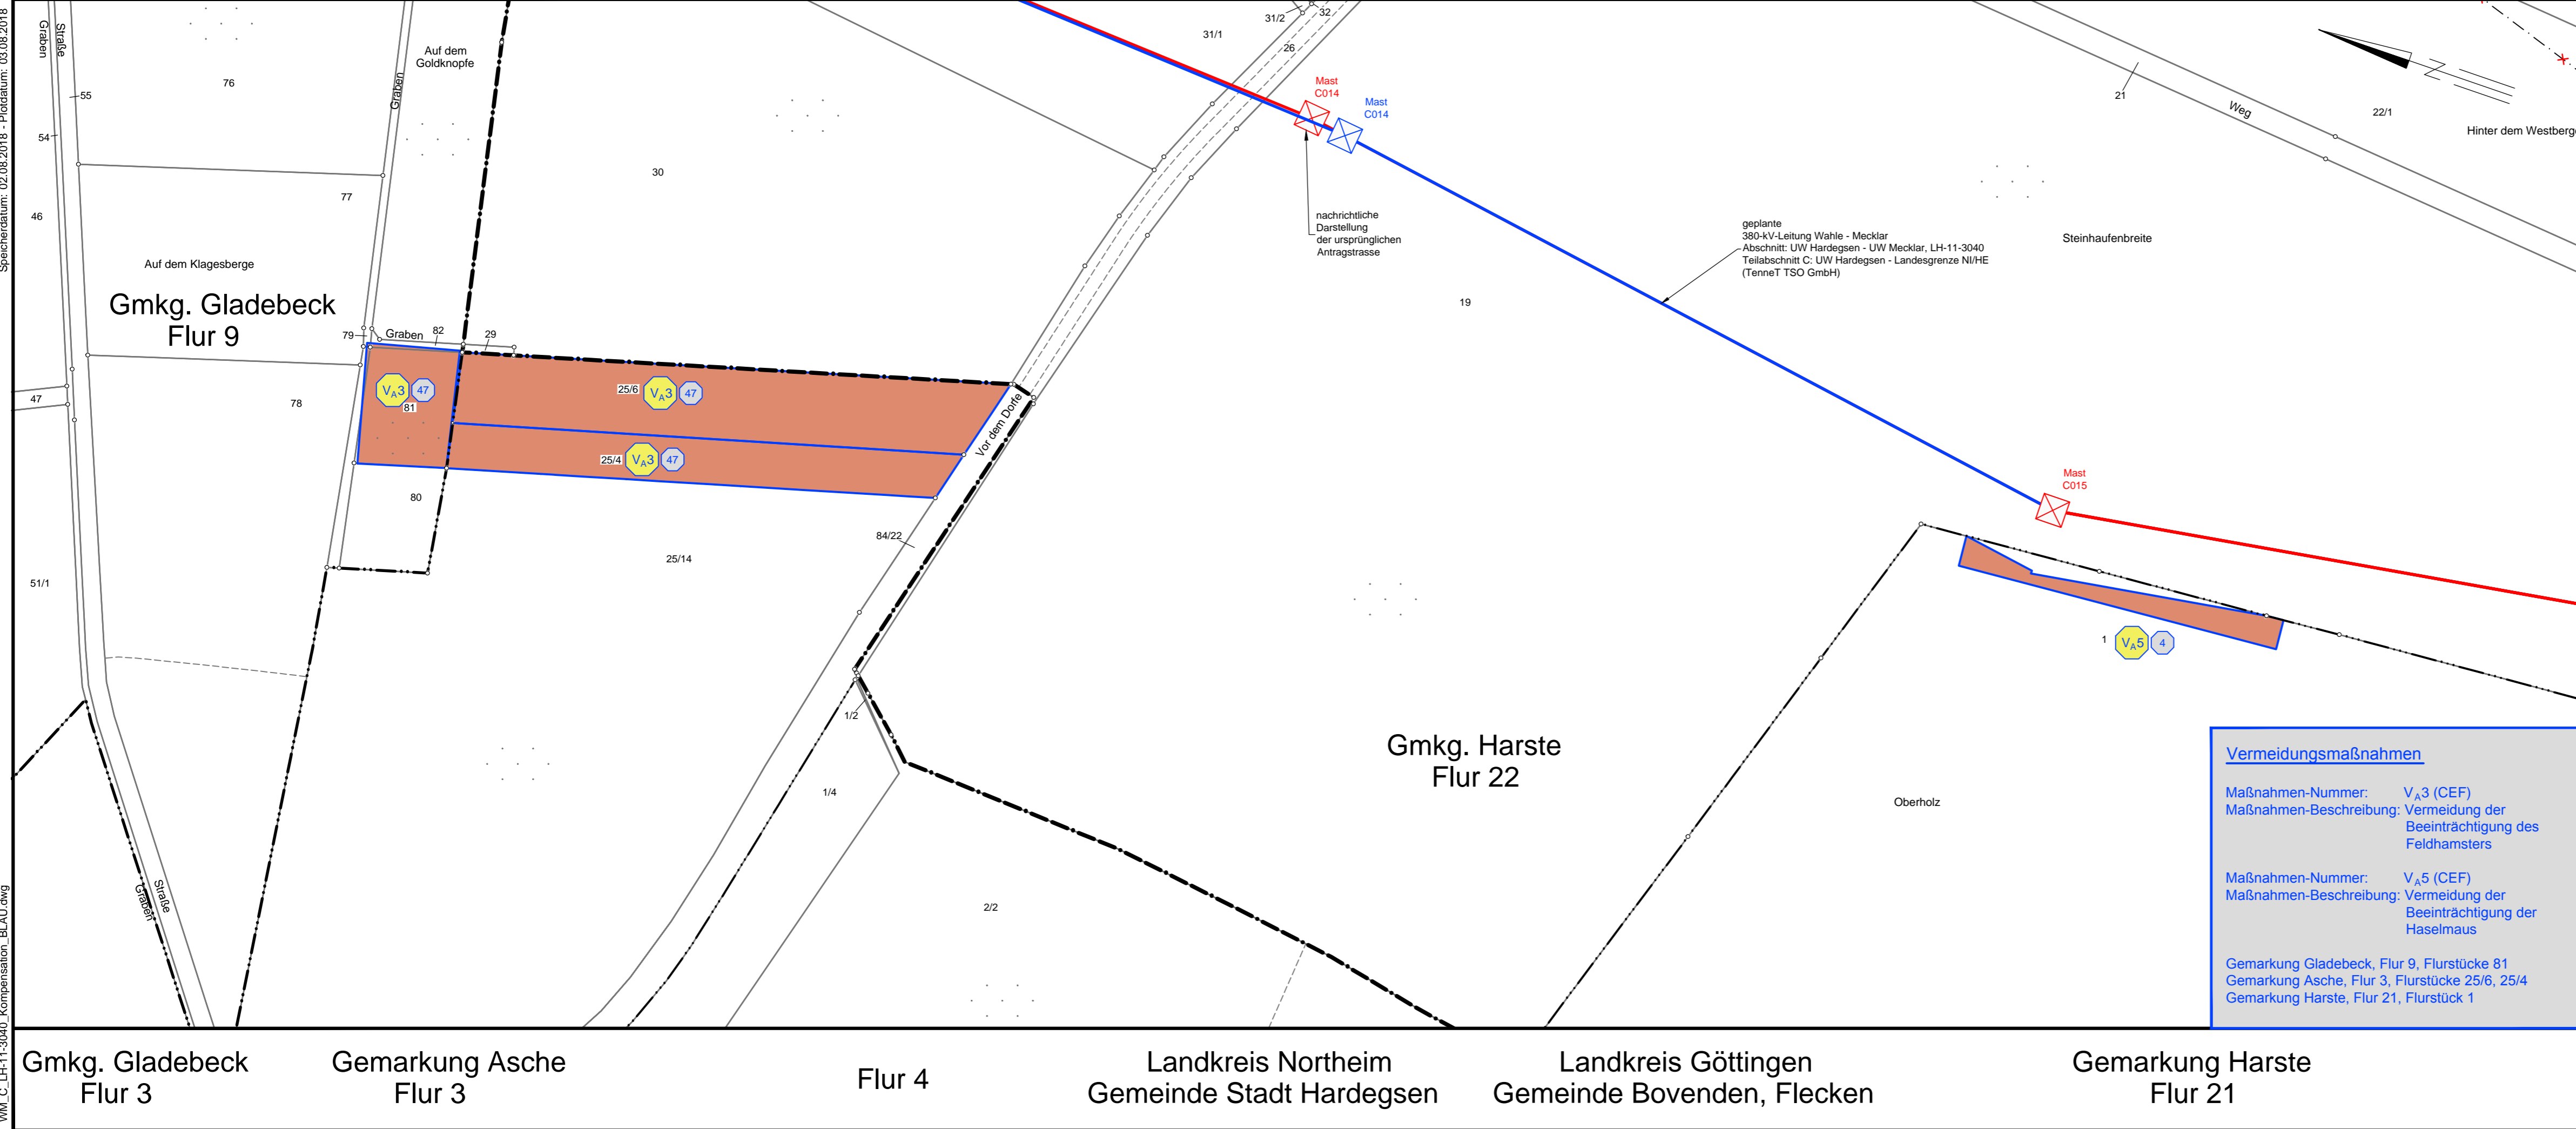 Speicherdatum: 02.08.2018 - Plotdatum: 03.08.2018
WM_C_LH-11-3040_Kompensation_BLAU.dwg
Graben
Straße
55
54
46
76
77
Auf dem
Goldknopfe
Graben
30
31/1
31/2
32
26
Mast
C014
Mast
C014
nachrichtliche
Darstellung
der ursprünglichen
Antragstrasse
geplante
380-kV-Leitung Wahle - Mecklar
Abschnitt: UW Hardegsen - UW Mecklar, LH-11-3040
Teilabschnitt C: UW Hardegsen - Landesgrenze NI/HE
(TenneT TSO GmbH)
Steinhaufenbreite
21
Weg
22/1
Hinter dem Westberge
19
Auf dem Klagesberge
Gmkg. Gladebeck
Flur 9
79
Graben
82
29
47
78
VA3 47
81
25/6 VA3 47
25/4 VA3 47
Vor dem Dorfe
80
84/22
25/14
51/1
Mast
C015
1 VA5 4
1/2
1/4
2/2
Gmkg. Harste
Flur 22
Oberholz
Straße
Graben
Vermeidungsmaßnahmen
Maßnahmen-Nummer: VA3 (CEF)
Maßnahmen-Beschreibung: Vermeidung der
Beeinträchtigung des
Feldhamsters
Maßnahmen-Nummer: VA5 (CEF)
Maßnahmen-Beschreibung: Vermeidung der
Beeinträchtigung der
Haselmaus
Gemarkung Gladebeck, Flur 9, Flurstücke 81
Gemarkung Asche, Flur 3, Flurstücke 25/6, 25/4
Gemarkung Harste, Flur 21, Flurstück 1
Gmkg. Gladebeck
Flur 3
Gemarkung Asche
Flur 3
Flur 4
Landkreis Northeim
Gemeinde Stadt Hardegsen
Landkreis Göttingen
Gemeinde Bovenden, Flecken
Gemarkung Harste
Flur 21